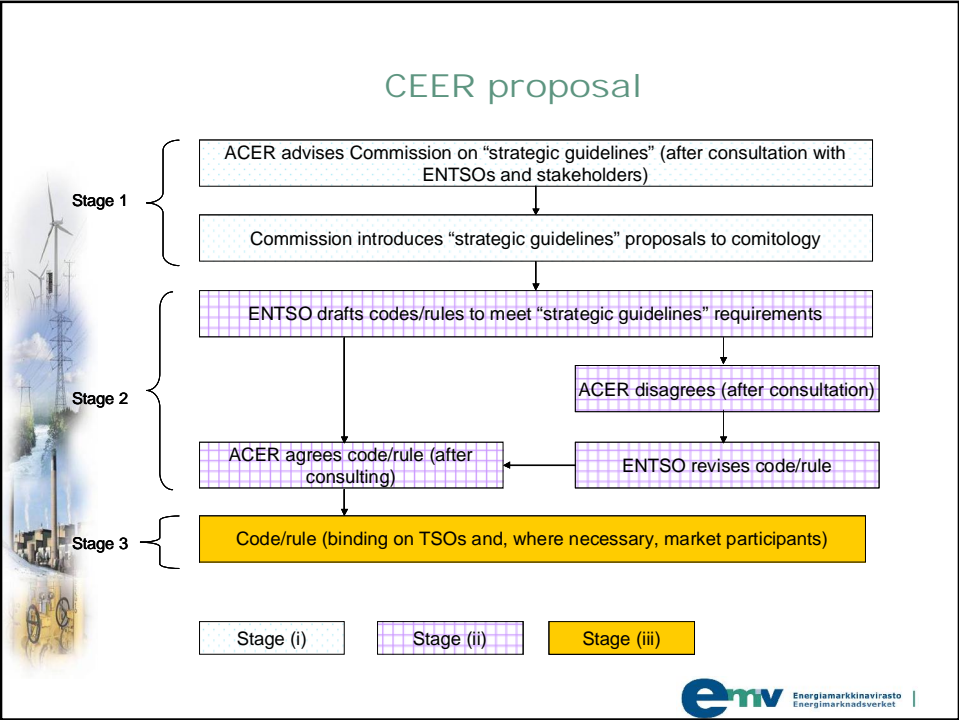 CEER proposal
ACER advises Commission on “strategic guidelines” (after consultation with
ENTSOs and stakeholders)
Stage 1
Commission introduces “strategic guidelines” proposals to comitology
ENTSO drafts codes/rules to meet “strategic guidelines” requirements
Stage 2
ACER disagrees (after consultation)
ACER agrees code/rule (after
consulting)
ENTSO revises code/rule
Stage 3
Code/rule (binding on TSOs and, where necessary, market participants)
Stage (i)
Stage (ii)
Stage (iii)
emv
Energiamarkkinavirasto
Energimarknadsverket